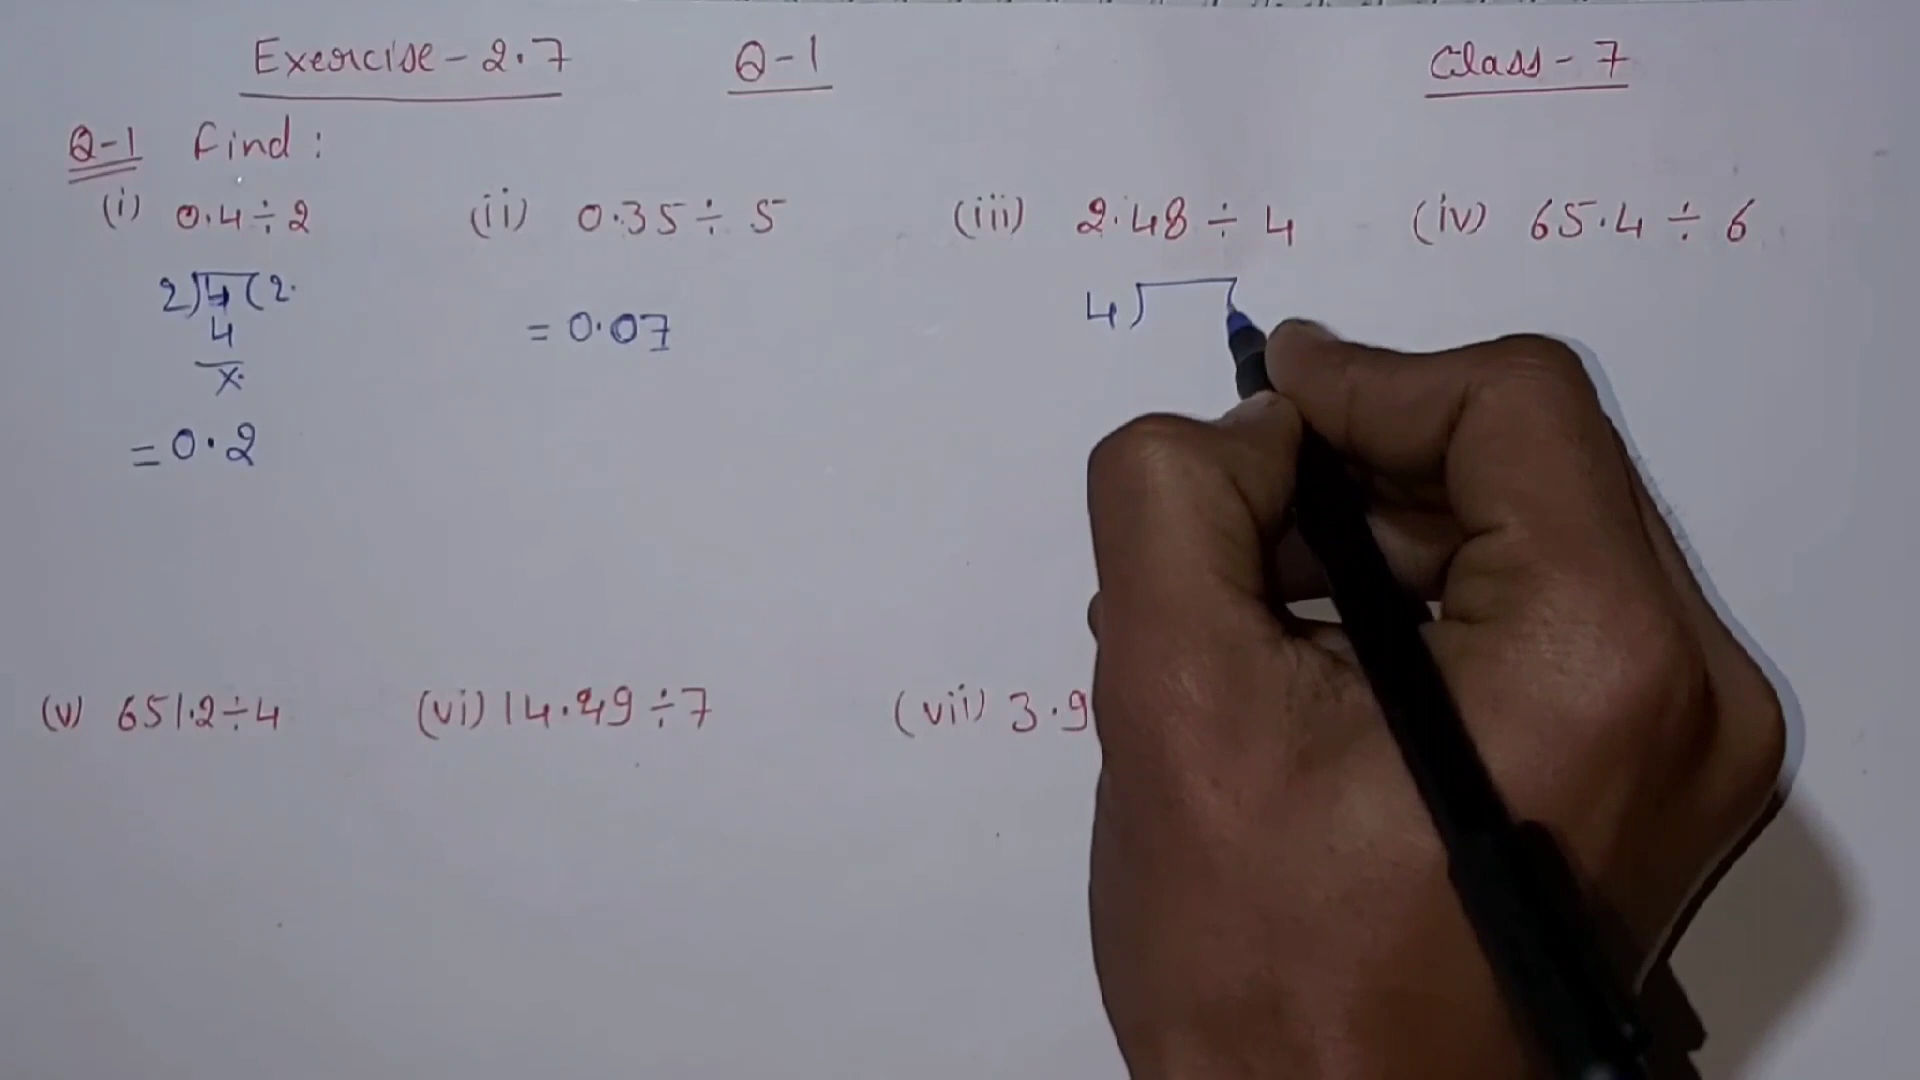 Exercise - 2.7 Q-1 Class - 7
Q-1 Find :
(i) 0.4÷2 (ii) 0.35÷ 5 (iii) 2.48 ÷ 4 (iv) 65.4 ÷ 6
2)4(2.
4
x.
= 0.2
= 0.07
4)
(v) 651.2÷4 (vi) 14.49÷7 (vii) 3.9